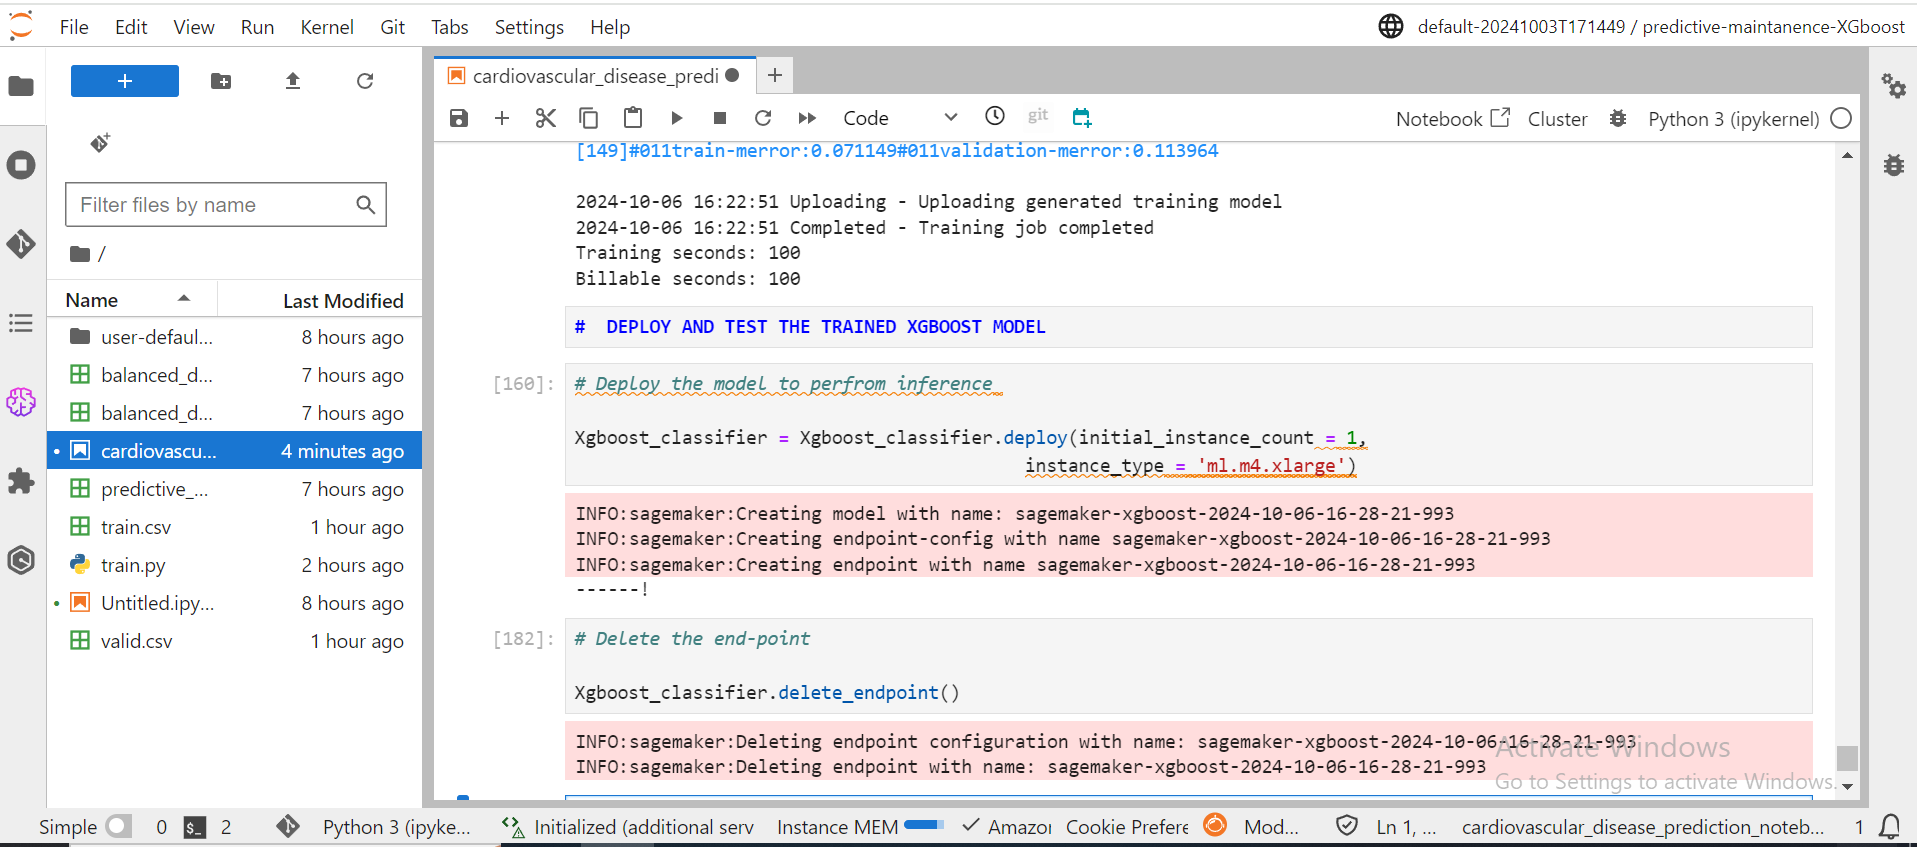 File Edit View Run Kernel Git Tabs Settings Help
default-20241003T171449 / predictive-maintanence-XGboost
+
Filter files by name
/
Name Last Modified
user-defaul... 8 hours ago
balanced_d... 7 hours ago
balanced_d... 7 hours ago
cardiovascu... 4 minutes ago
predictive_... 7 hours ago
train.csv 1 hour ago
train.py 2 hours ago
Untitled.ipy... 8 hours ago
valid.csv 1 hour ago
cardiovascular_disease_predi
+
Code
git
Notebook Cluster Python 3 (ipykernel)
[149]#011train-merror:0.071149#011validation-merror:0.113964
2024-10-06 16:22:51 Uploading - Uploading generated training model
2024-10-06 16:22:51 Completed - Training job completed
Training seconds: 100
Billable seconds: 100
#  DEPLOY AND TEST THE TRAINED XGBOOST MODEL
[160]: # Deploy the model to perfrom inference
Xgboost_classifier = Xgboost_classifier.deploy(initial_instance_count = 1,
instance_type = 'ml.m4.xlarge')
INFO:sagemaker:Creating model with name: sagemaker-xgboost-2024-10-06-16-28-21-993
INFO:sagemaker:Creating endpoint-config with name sagemaker-xgboost-2024-10-06-16-28-21-993
INFO:sagemaker:Creating endpoint with name sagemaker-xgboost-2024-10-06-16-28-21-993
------!
[182]: # Delete the end-point
Xgboost_classifier.delete_endpoint()
INFO:sagemaker:Deleting endpoint configuration with name: sagemaker-xgboost-2024-10-06-16-28-21-993
INFO:sagemaker:Deleting endpoint with name: sagemaker-xgboost-2024-10-06-16-28-21-993
Activate Windows
Go to Settings to activate Windows.
Simple 0 $_ 2 Python 3 (ipyke... Initialized (additional serv Instance MEM Amazo Cookie Prefere Mod... Ln 1, ... cardiovascular_disease_prediction_noteb... 1